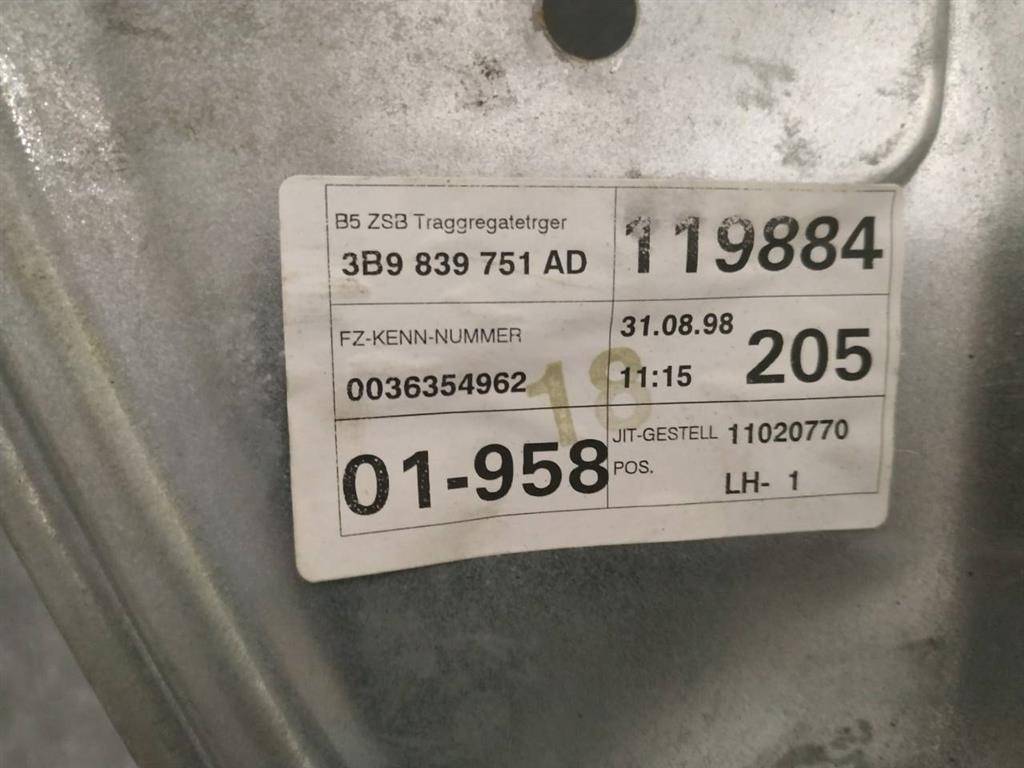 B5 ZSB Traggregatetrger
3B9 839 751 AD
119884
FZ-KENN-NUMMER
0036354962
31.08.98
11:15
205
18
01-958
JIT-GESTELL 11020770
POS.
LH- 1